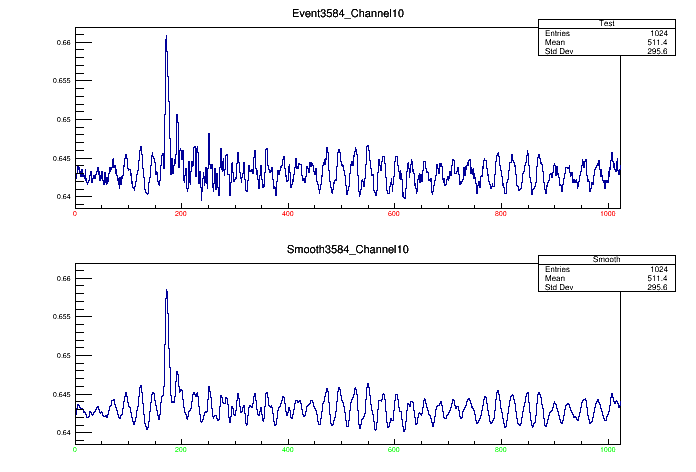 Event3584_Channel10
Test
Entries 1024
Mean 511.4
Std Dev 295.6
0.66
0.655
0.65
0.645
0.64
0 200 400 600 800 1000
Smooth3584_Channel10
Smooth
Entries 1024
Mean 511.4
Std Dev 295.6
0.66
0.655
0.65
0.645
0.64
0 200 400 600 800 1000